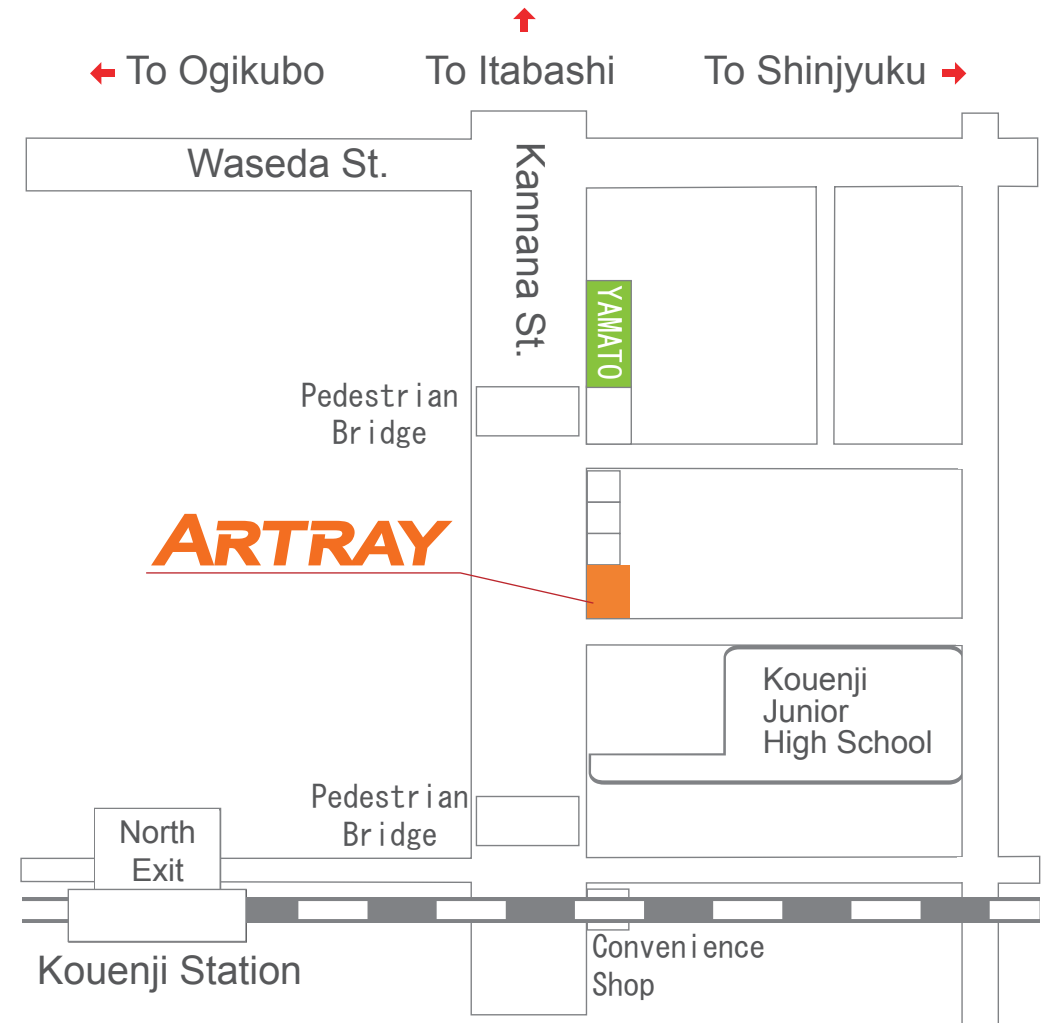 To Ogikubo
To Itabashi
To Shinjyuku
Waseda St.
Kannana St.
YAMATO
Pedestrian
Bridge
ARTRAY
Kouenji
Junior
High School
Pedestrian
Bridge
North
Exit
Kouenji Station
Convenience
Shop